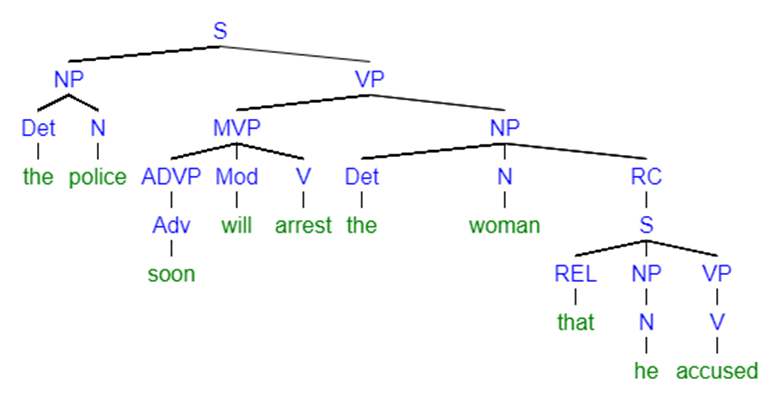 S
NP VP
Det N MVP NP
the police ADVP Mod V Det N RC
Adv will arrest the woman S
soon REL NP VP
that N V
he accused